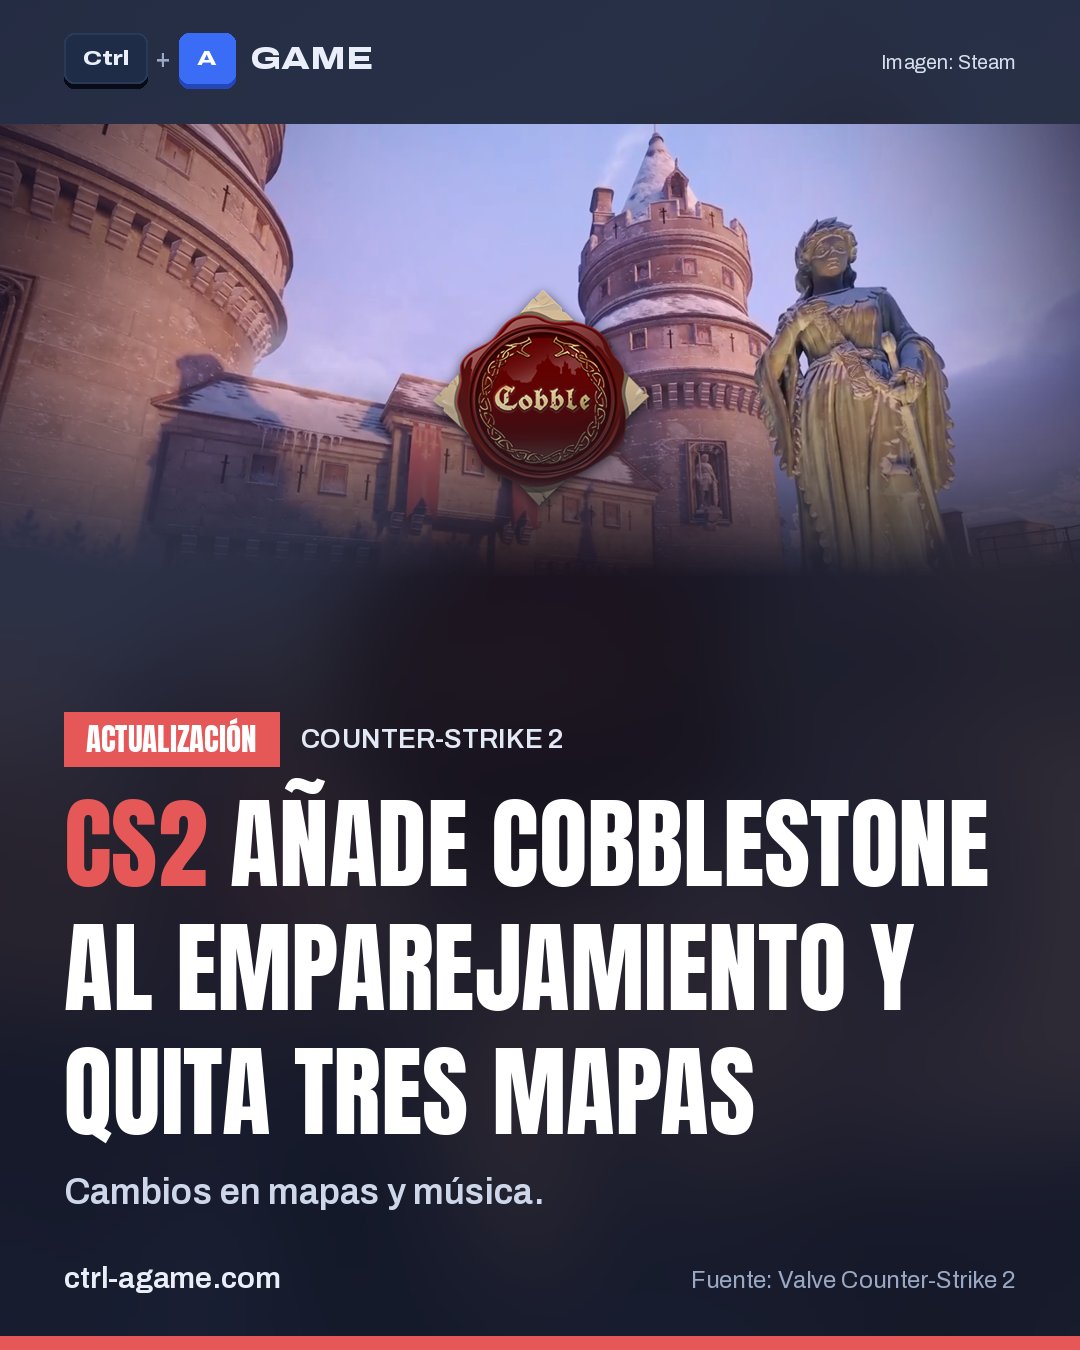 Ctrl + A GAME
Imagen: Steam
Cobble
ACTUALIZACIÓN COUNTER-STRIKE 2
CS2 AÑADE COBBLESTONE
AL EMPAREJAMIENTO Y
QUITA TRES MAPAS
Cambios en mapas y música.
ctrl-agame.com
Fuente: Valve Counter-Strike 2